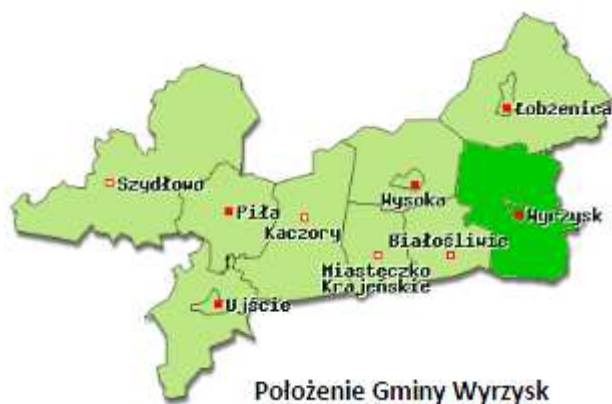 Łobżenica
Szydłowo
Wysoka
Piła
Wyrzysk
Kaczory
Białośliwie
Miasteczko
Krajeńskie
Ujście
Położenie Gminy Wyrzysk